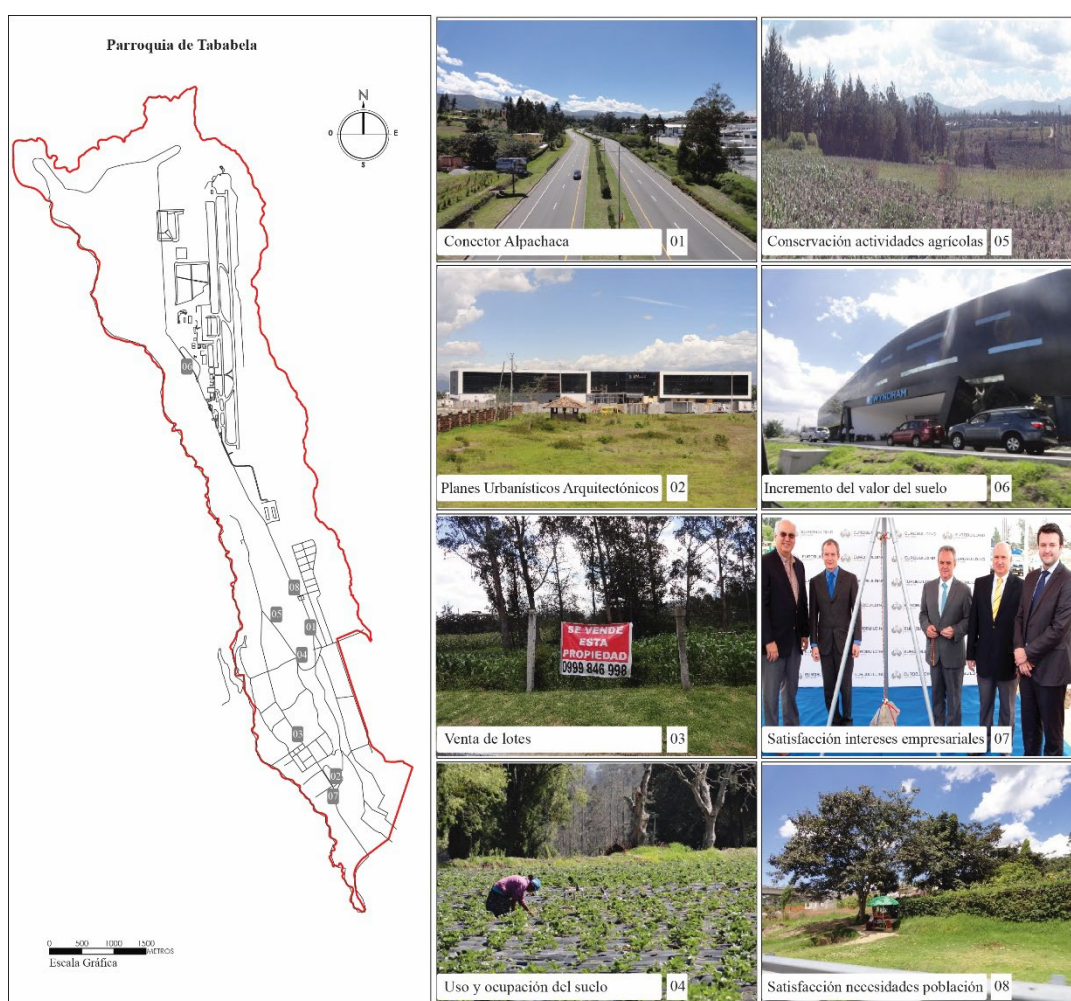 Parroquia de Tababela
N
O
E
S
06
08
05
01
04
03
02
07
0 500 1000 1500
METROS
Escala Gráfica
Conector Alpachaca 01
Planes Urbanísticos Arquitectónicos 02
SE VENDE
ESTA
PROPIEDAD
0999 846 998
Venta de lotes 03
Uso y ocupación del suelo 04
Conservación actividades agrícolas 05
WYNDHAM
Incremento del valor del suelo 06
Satisfacción intereses empresariales 07
Satisfacción necesidades población 08